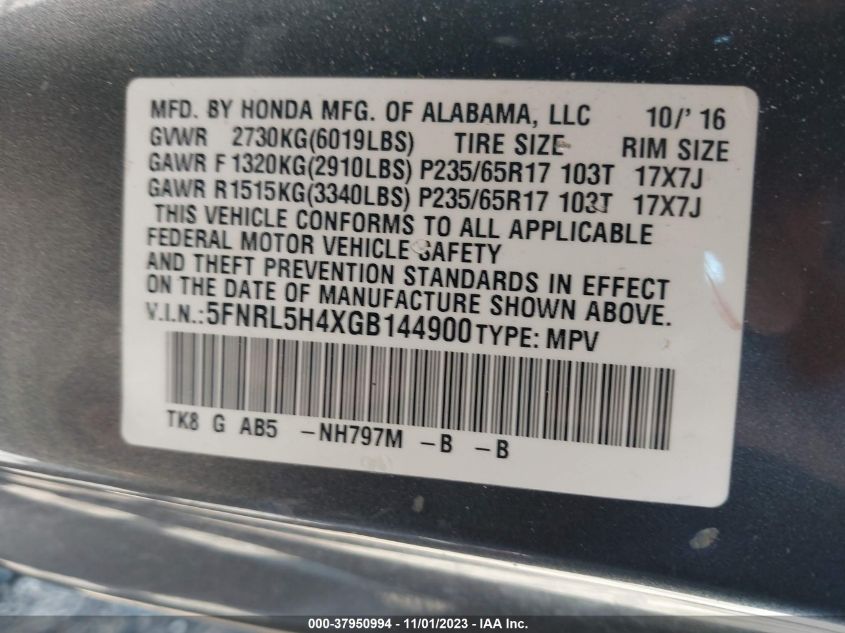 MFD. BY HONDA MFG. OF ALABAMA, LLC 10/' 16
GVWR 2730KG(6019LBS) TIRE SIZE RIM SIZE
GAWR F 1320KG(2910LBS) P235/65R17 103T 17X7J
GAWR R1515KG(3340LBS) P235/65R17 103T 17X7J
THIS VEHICLE CONFORMS TO ALL APPLICABLE
FEDERAL MOTOR VEHICLE SAFETY
AND THEFT PREVENTION STANDARDS IN EFFECT
ON THE DATE OF MANUFACTURE SHOWN ABOVE.
V.I.N.:5FNRL5H4XGB144900 TYPE: MPV
TK8 G AB5 -NH797M -B -B
000-37950994 - 11/01/2023 - IAA Inc.